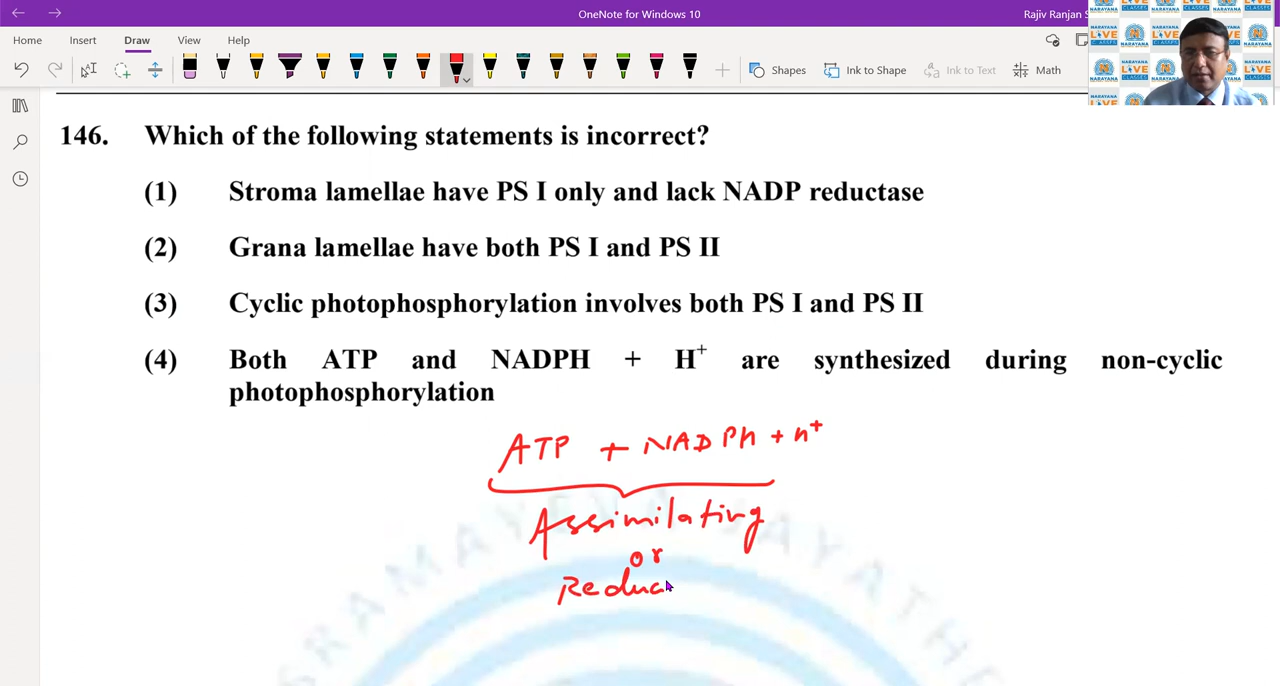 OneNote for Windows 10
Rajiv Ranjan S
Home Insert Draw View Help
Shapes Ink to Shape Ink to Text Math
146. Which of the following statements is incorrect?
(1) Stroma lamellae have PS I only and lack NADP reductase
(2) Grana lamellae have both PS I and PS II
(3) Cyclic photophosphorylation involves both PS I and PS II
(4) Both ATP and NADPH + H⁺ are synthesized during non-cyclic
photophosphorylation
ATP + NADPh + h⁺
Assimilating
or
Reduc